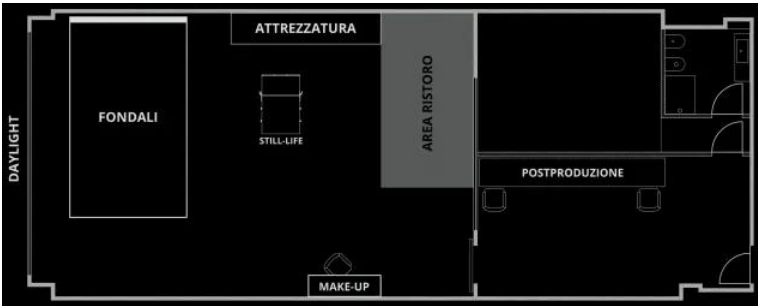 ATTREZZATURA
FONDALI
DAYLIGHT
STILL-LIFE
AREA RISTORO
POSTPRODUZIONE
MAKE-UP